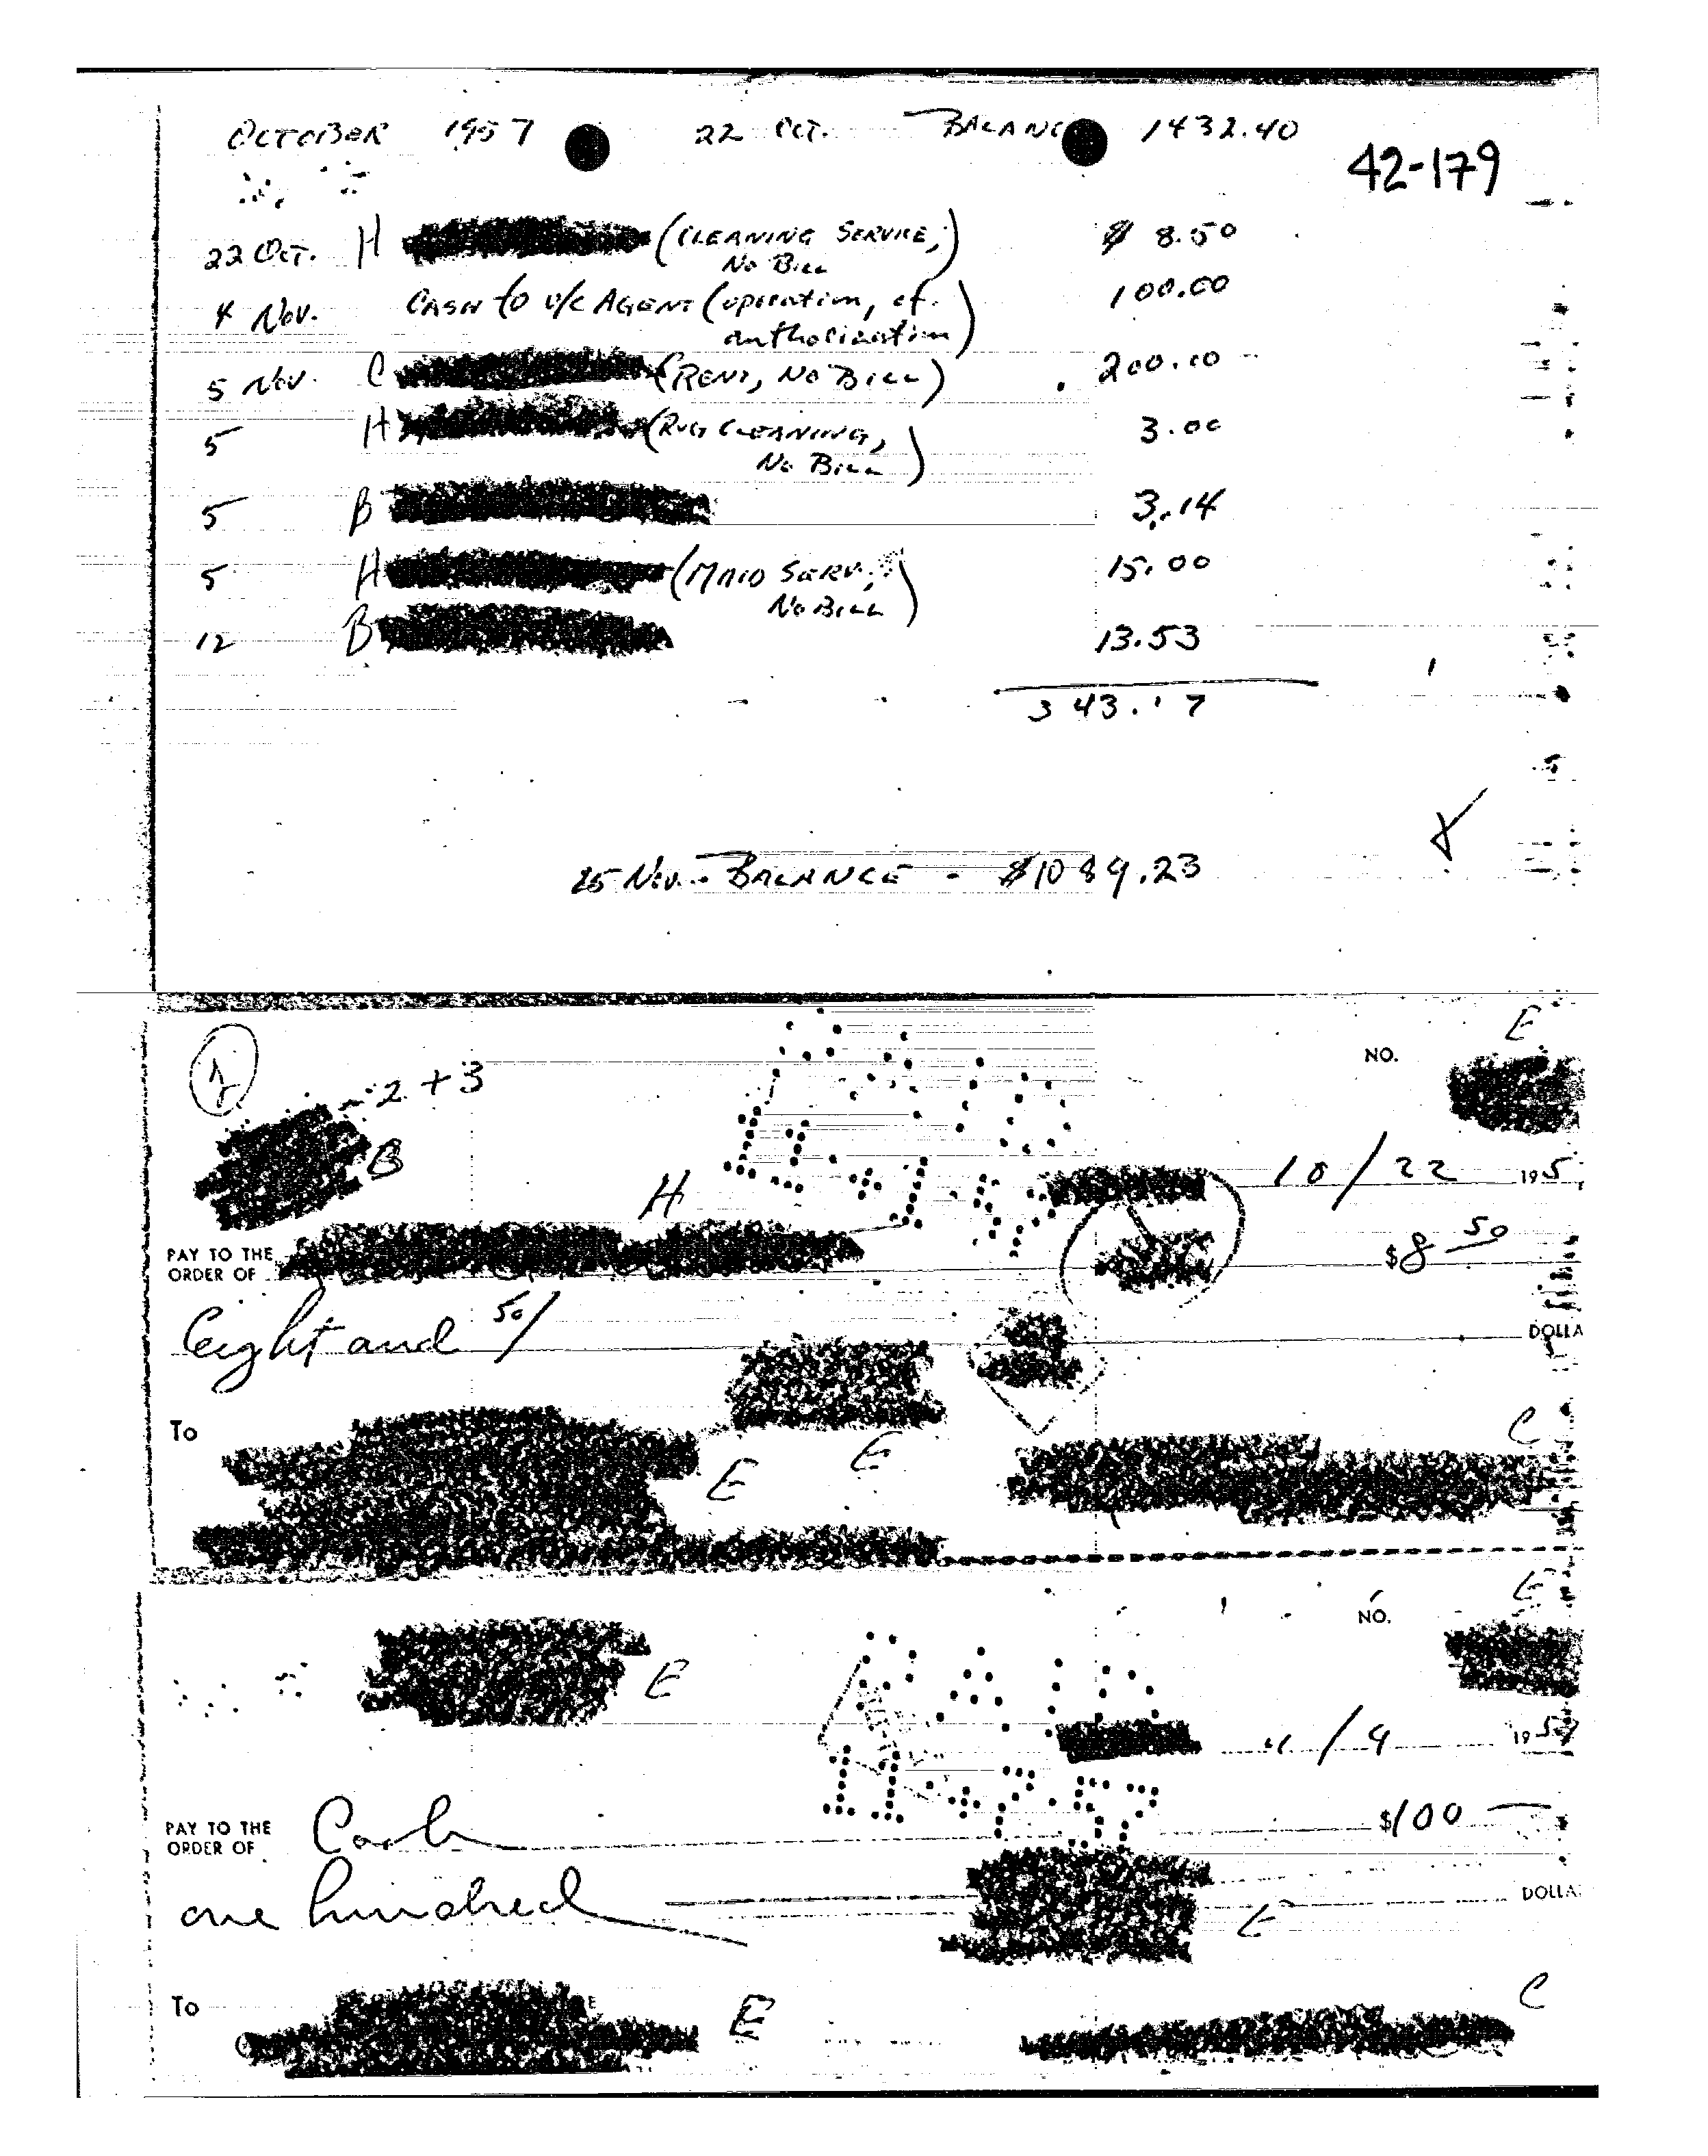 OCTOBER 1957 22 OCT. BALANC 1432.40
42-179
22 OCT. H (CLEANING SERVICE, $ 8.50
NO BILL)
4 NOV. CASH to U/C AGENT (operation, cf. 100.00
authorization)
5 NOV. C (RENT, NO BILL) 200.00
5 H (RUG CLEANING, 3.00
NO BILL)
5 B 3.14
5 H (MAID SERV., 15.00
NO BILL)
12 B 13.53
343.17
25 NOV. BALANCE - $1089.23
E
NO.
2 + 3
B
H
10/22 195
PAY TO THE
ORDER OF $8 50
Eight and 50/
DOLLA
To
C
E E
E
NO.
E
11/4 1957
PAY TO THE
ORDER OF Cash $100
one hundred DOLLA
E
To E C